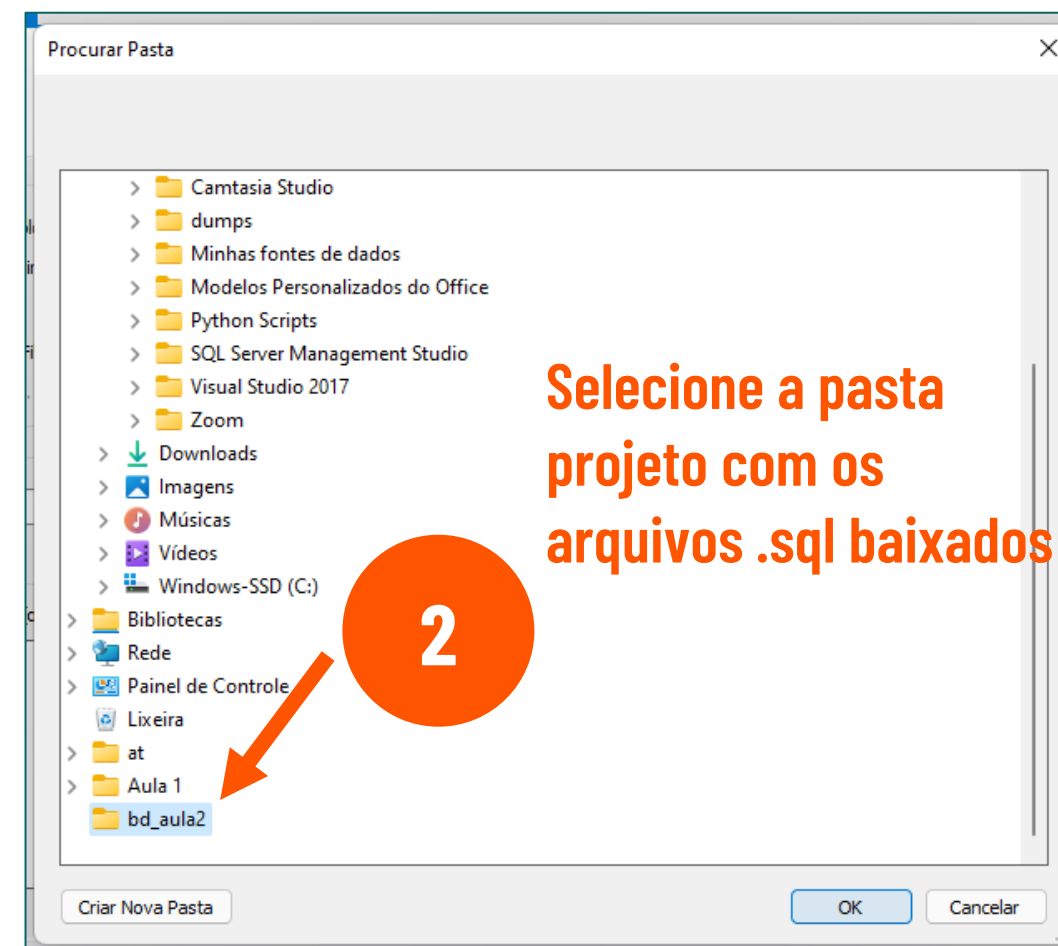 Procurar Pasta
Camtasia Studio
dumps
Minhas fontes de dados
Modelos Personalizados do Office
Python Scripts
SQL Server Management Studio
Visual Studio 2017
Zoom
Downloads
Imagens
Músicas
Vídeos
Windows-SSD (C:)
Bibliotecas
Rede
Painel de Controle
Lixeira
at
Aula 1
bd_aula2
Selecione a pasta
projeto com os
arquivos .sql baixados
2
Criar Nova Pasta
OK
Cancelar